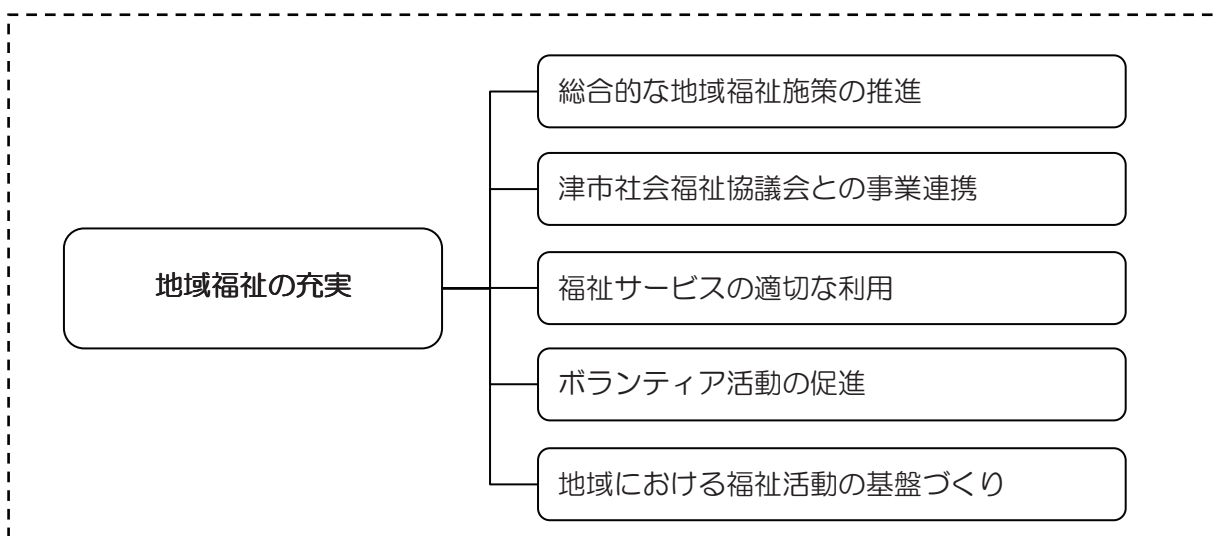 地域福祉の充実
総合的な地域福祉施策の推進
津市社会福祉協議会との事業連携
福祉サービスの適切な利用
ボランティア活動の促進
地域における福祉活動の基盤づくり